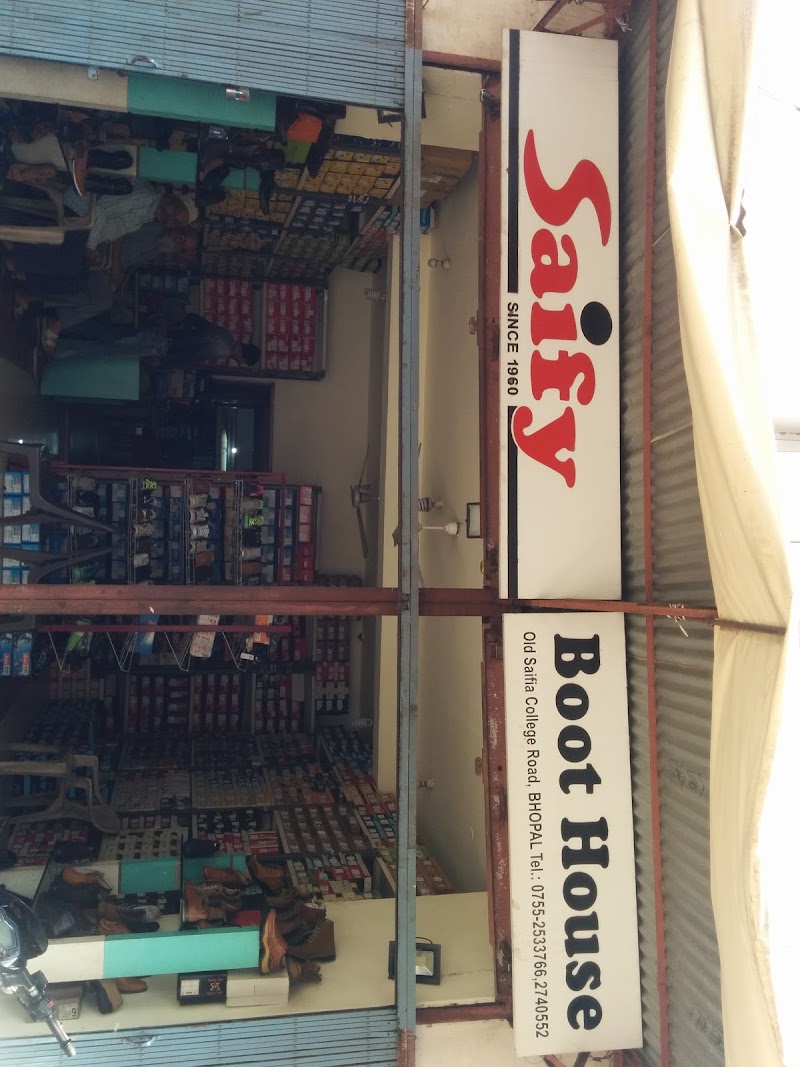 Saify
SINCE 1960
Boot House
Old Saifia College Road, BHOPAL Tel.: 0755-2533766,2740552